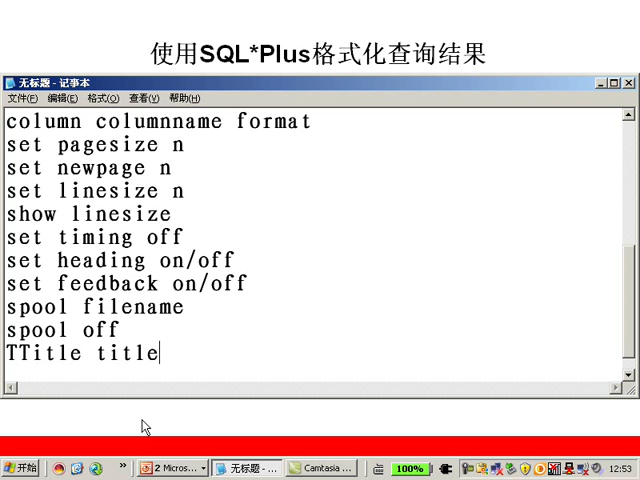 使用SQL*Plus格式化查询结果
无标题 - 记事本
文件(F) 编辑(E) 格式(O) 查看(V) 帮助(H)
column columnname format
set pagesize n
set newpage n
set linesize n
show linesize
set timing off
set heading on/off
set feedback on/off
spool filename
spool off
TTitle title
开始 » 2 Micros... 无标题 - ... Camtasia ... 100% 12:53